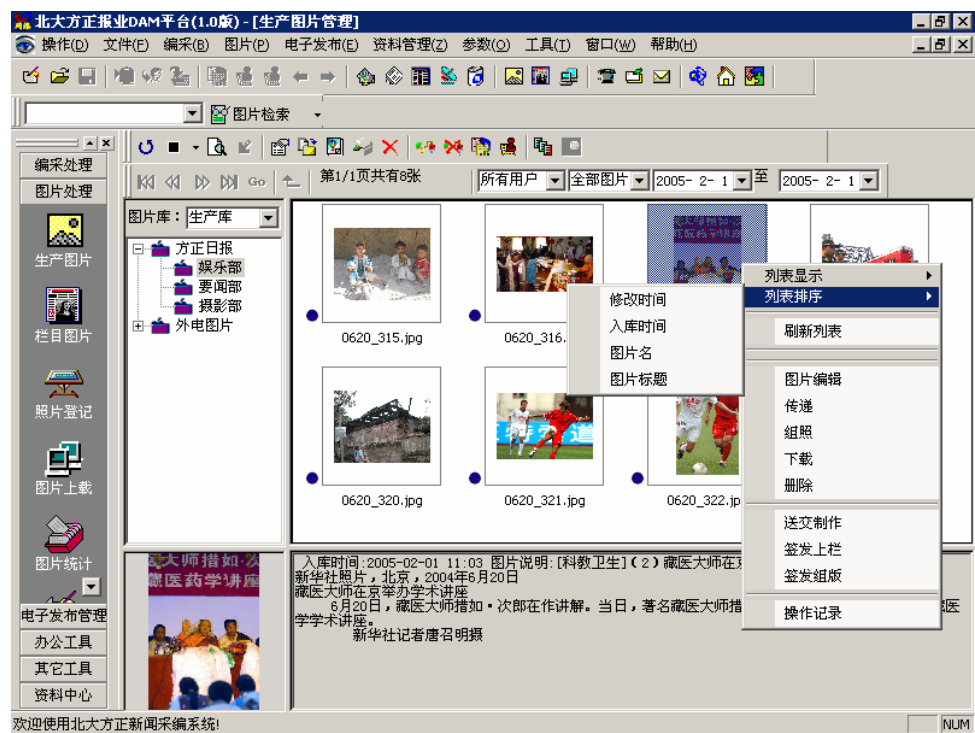 北大方正报业DAM平台(1.0版) - [生产图片管理]
操作(D) 文件(F) 编采(B) 图片(P) 电子发布(E) 资料管理(Z) 参数(O) 工具(T) 窗口(W) 帮助(H)
图片检索
编采处理
图片处理
生产图片
栏目图片
照片登记
图片上载
图片统计
电子发布管理
办公工具
其它工具
资料中心
Go
第1/1页共有8张
所有用户
全部图片
2005- 2- 1
至
2005- 2- 1
图片库：
生产库
方正日报
娱乐部
要闻部
摄影部
外电图片
0620_315.jpg
0620_316.
0620_320.jpg
0620_321.jpg
0620_322.jp
修改时间
入库时间
图片名
图片标题
列表显示
列表排序
刷新列表
图片编辑
传递
组照
下载
删除
送交制作
签发上栏
签发组版
操作记录
医大师措如·次
藏医药学讲座
入库时间:2005-02-01 11:03 图片说明:[科教卫生](2)藏医大师在京
新华社照片，北京，2004年6月20日
藏医大师在京举办学术讲座
6月20日，藏医大师措如·次郎在作讲解。当日，著名藏医大师措
医
学学术讲座。
新华社记者唐召明摄
欢迎使用北大方正新闻采编系统!
NUM